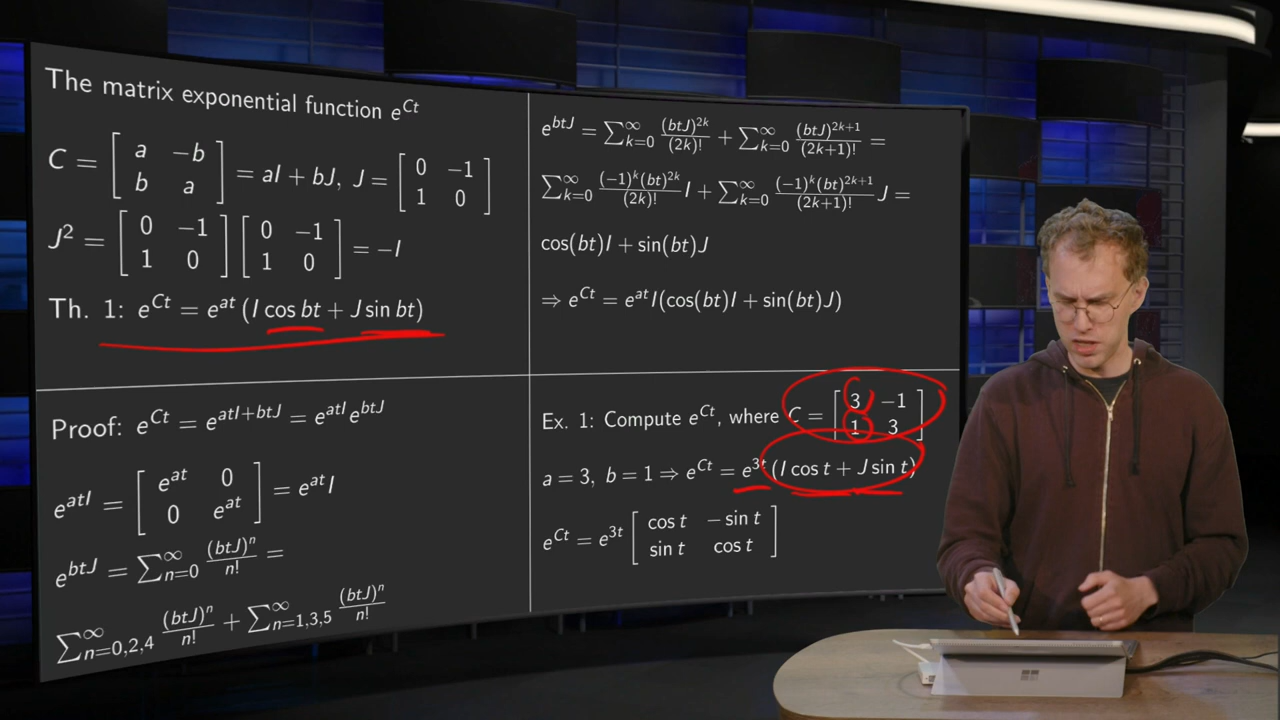 The matrix exponential function e^{Ct}
C = [a −b; b a] = aI + bJ, J = [0 −1; 1 0]
J² = [0 −1; 1 0] [0 −1; 1 0] = −I
Th. 1: e^{Ct} = e^{at} (I cos bt + J sin bt)
e^{btJ} = ∑_{k=0}^{∞} (btJ)^{2k}/(2k)! + ∑_{k=0}^{∞} (btJ)^{2k+1}/(2k+1)! =
∑_{k=0}^{∞} (−1)^k(bt)^{2k}/(2k)! I + ∑_{k=0}^{∞} (−1)^k(bt)^{2k+1}/(2k+1)! J =
cos(bt)I + sin(bt)J
⇒ e^{Ct} = e^{at}I(cos(bt)I + sin(bt)J)
Proof: e^{Ct} = e^{atI+btJ} = e^{atI}e^{btJ}
e^{atI} = [e^{at} 0; 0 e^{at}] = e^{at}I
e^{btJ} = ∑_{n=0}^{∞} (btJ)^n/n! =
∑_{n=0,2,4}^{∞} (btJ)^n/n! + ∑_{n=1,3,5}^{∞} (btJ)^n/n!
Ex. 1: Compute e^{Ct}, where C = [3 −1; 1 3]
a = 3, b = 1 ⇒ e^{Ct} = e^{3t} (I cos t + J sin t)
e^{Ct} = e^{3t} [cos t −sin t; sin t cos t]